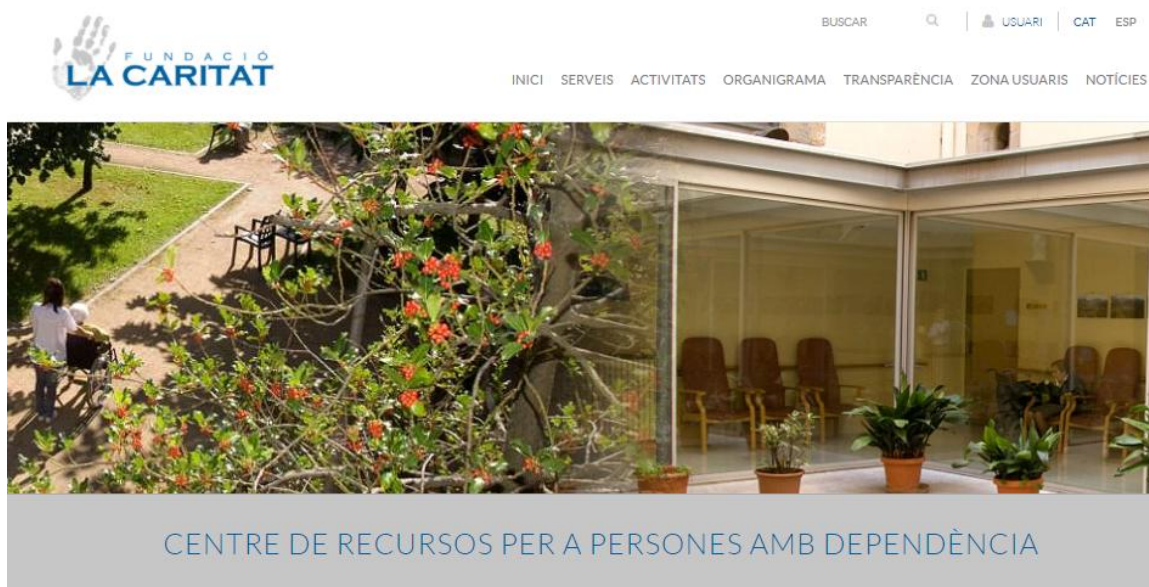 BUSCAR
USUARI
CAT ESP
FUNDACIÓ
LA CARITAT
INICI SERVEIS ACTIVITATS ORGANIGRAMA TRANSPARÈNCIA ZONA USUARIS NOTÍCIES
CENTRE DE RECURSOS PER A PERSONES AMB DEPENDÈNCIA